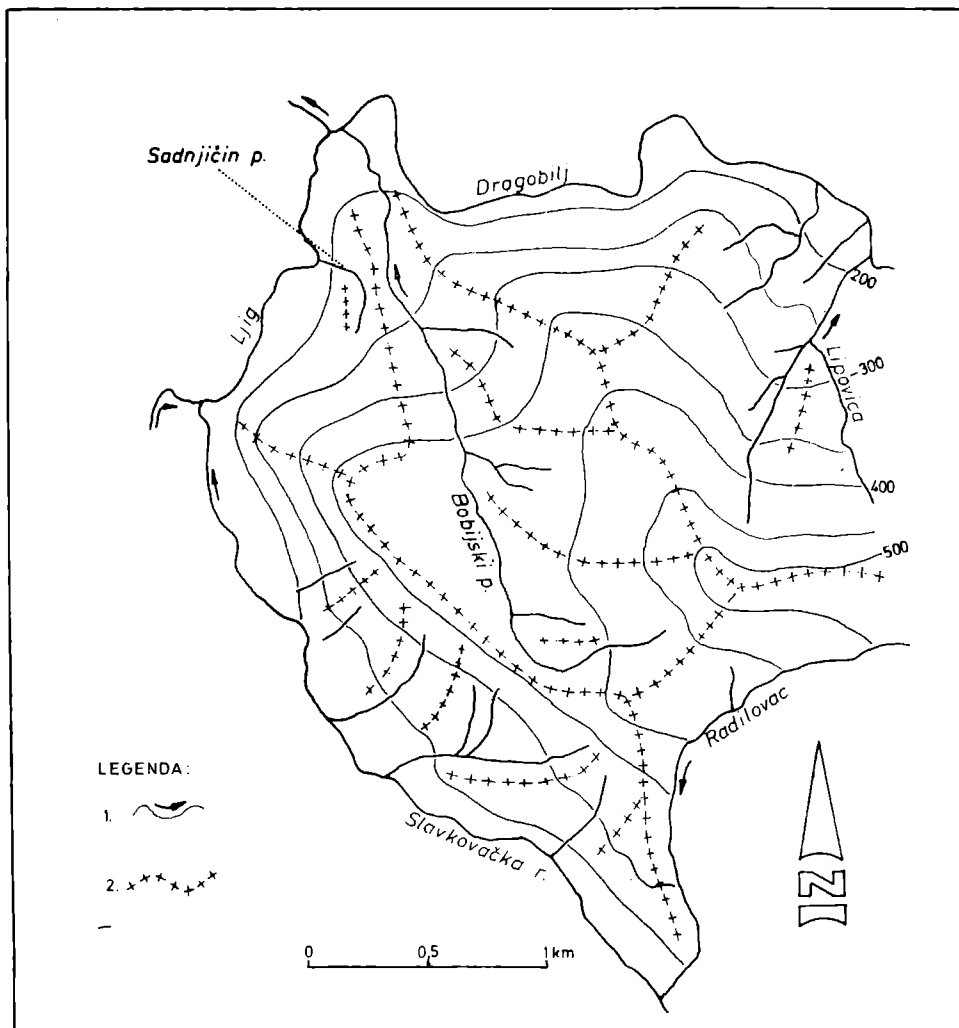 Sadnjičin p.
Dragobilj
Ljig
200
300
Lipovica
400
Bobijski p.
500
Radilovac
LEGENDA:
1.
2.
Slavkovačka r.
0 0,5 1 km
N